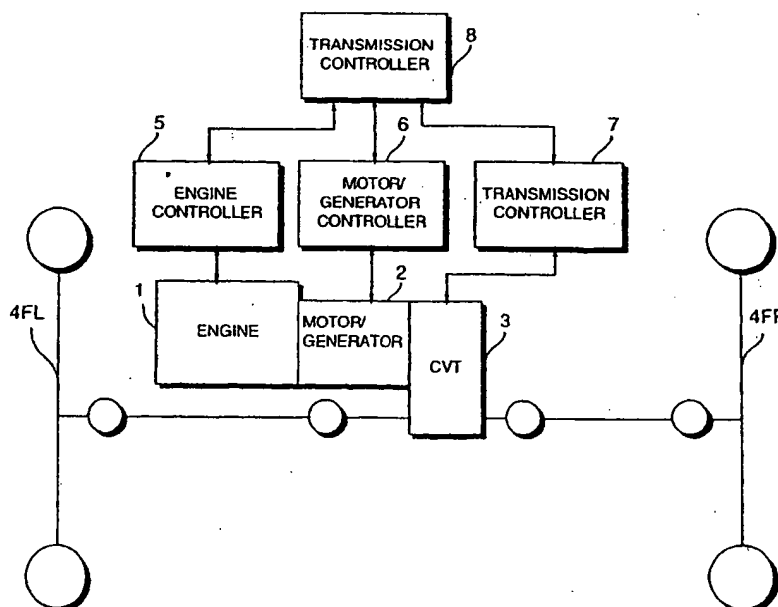 TRANSMISSION
CONTROLLER
8
5
ENGINE
CONTROLLER
6
MOTOR/
GENERATOR
CONTROLLER
7
TRANSMISSION
CONTROLLER
4FL
1
ENGINE
2
MOTOR/
GENERATOR
3
CVT